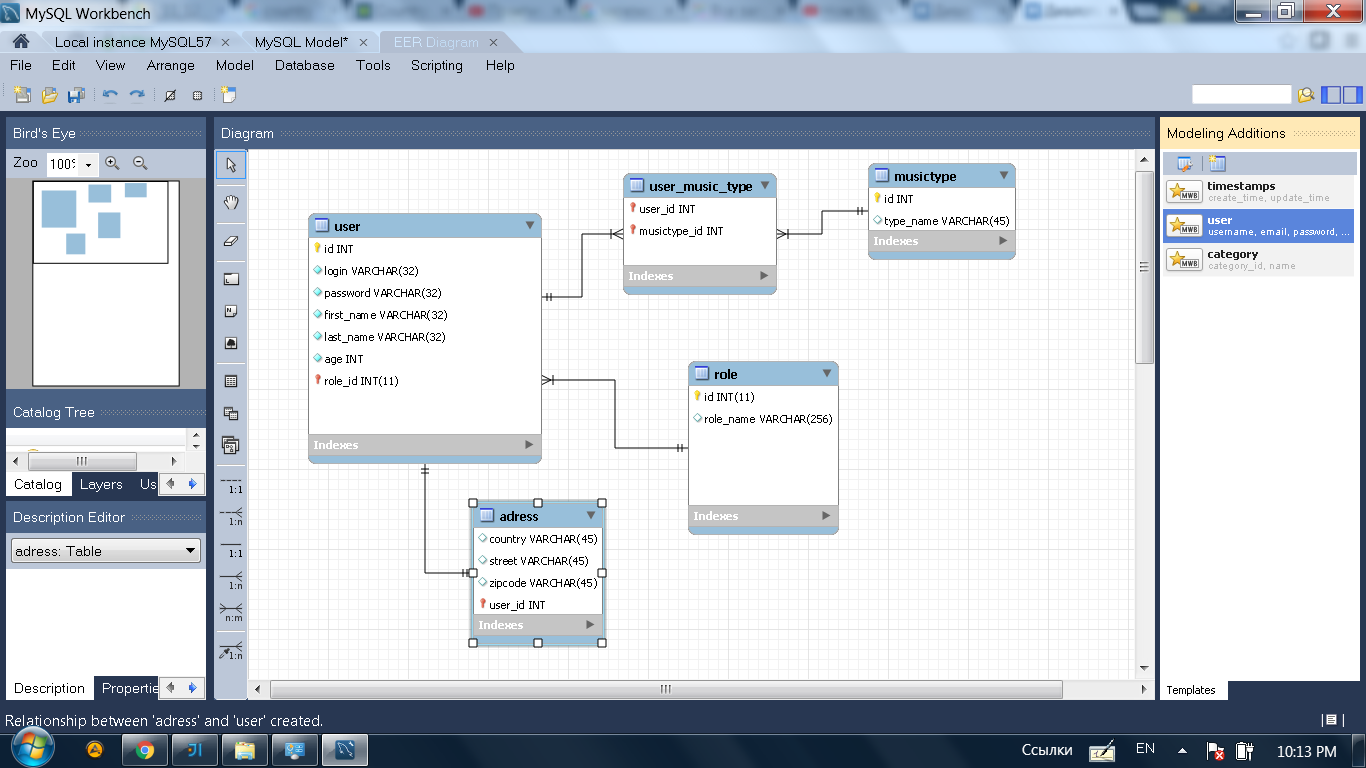 MySQL Workbench
Local instance MySQL57
MySQL Model*
EER Diagram
File Edit View Arrange Model Database Tools Scripting Help
Bird's Eye
Zoo 100%
Diagram
user
id INT
login VARCHAR(32)
password VARCHAR(32)
first_name VARCHAR(32)
last_name VARCHAR(32)
age INT
role_id INT(11)
Indexes
user_music_type
user_id INT
musictype_id INT
Indexes
musictype
id INT
type_name VARCHAR(45)
Indexes
role
id INT(11)
role_name VARCHAR(256)
Indexes
adress
country VARCHAR(45)
street VARCHAR(45)
zipcode VARCHAR(45)
user_id INT
Indexes
1:1
1:n
1:1
1:n
n:m
1:n
Catalog Tree
Catalog Layers Us
Description Editor
adress: Table
Description Propertie
Modeling Additions
MWB
timestamps
create_time, update_time
MWB
user
username, email, password, ...
MWB
category
category_id, name
Templates
Relationship between 'adress' and 'user' created.
Ссылки
EN
10:13 PM